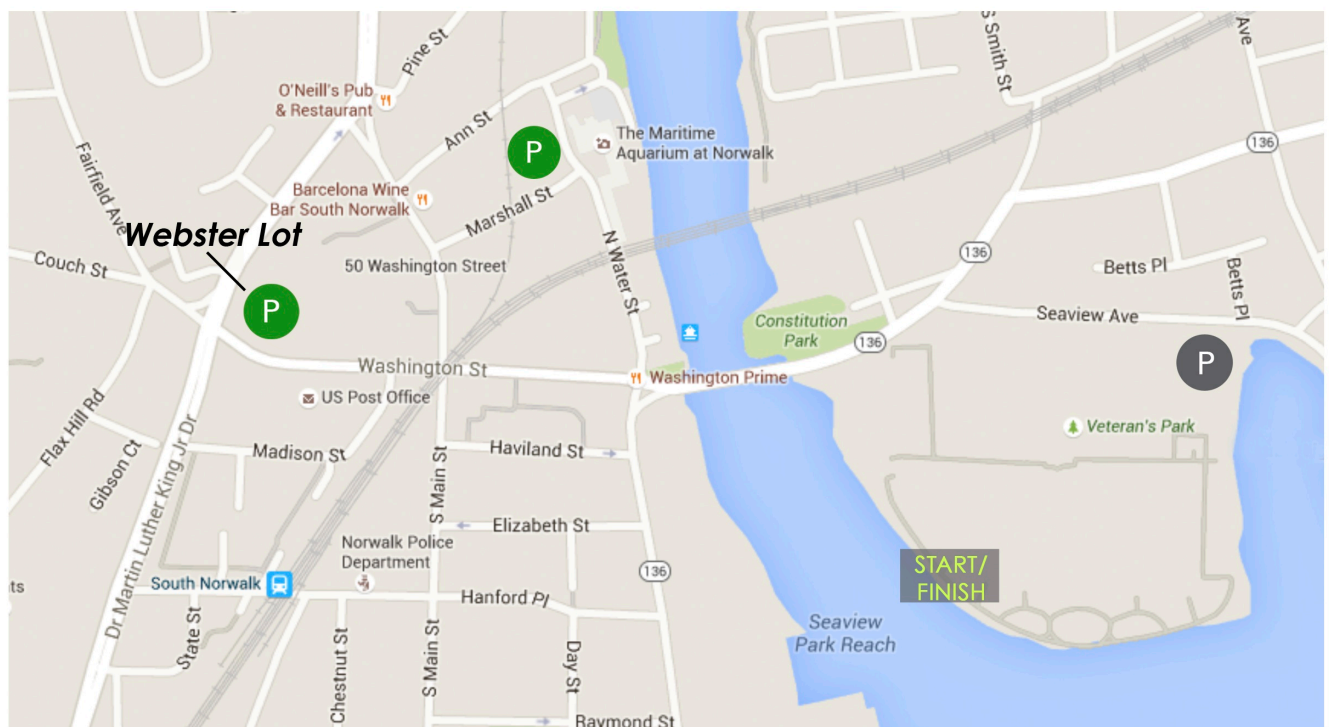 S Smith St
Ave
Pine St
O'Neill's Pub
& Restaurant
Ann St
P
The Maritime
Aquarium at Norwalk
136
Fairfield Ave
Barcelona Wine
Bar South Norwalk
Marshall St
Webster Lot
N Water St
Couch St
50 Washington Street
136
Betts Pl
Betts Pl
P
Constitution
Park
Seaview Ave
136
P
Washington St
Washington Prime
US Post Office
Flax Hill Rd
Gibson Ct
Dr Martin Luther King Jr Dr
Madison St
Haviland St
Veteran's Park
S Main St
Elizabeth St
Norwalk Police
Department
136
START/
FINISH
its
South Norwalk
Hanford Pl
State St
Chestnut St
S Main St
Day St
Seaview
Park Reach
Raymond St